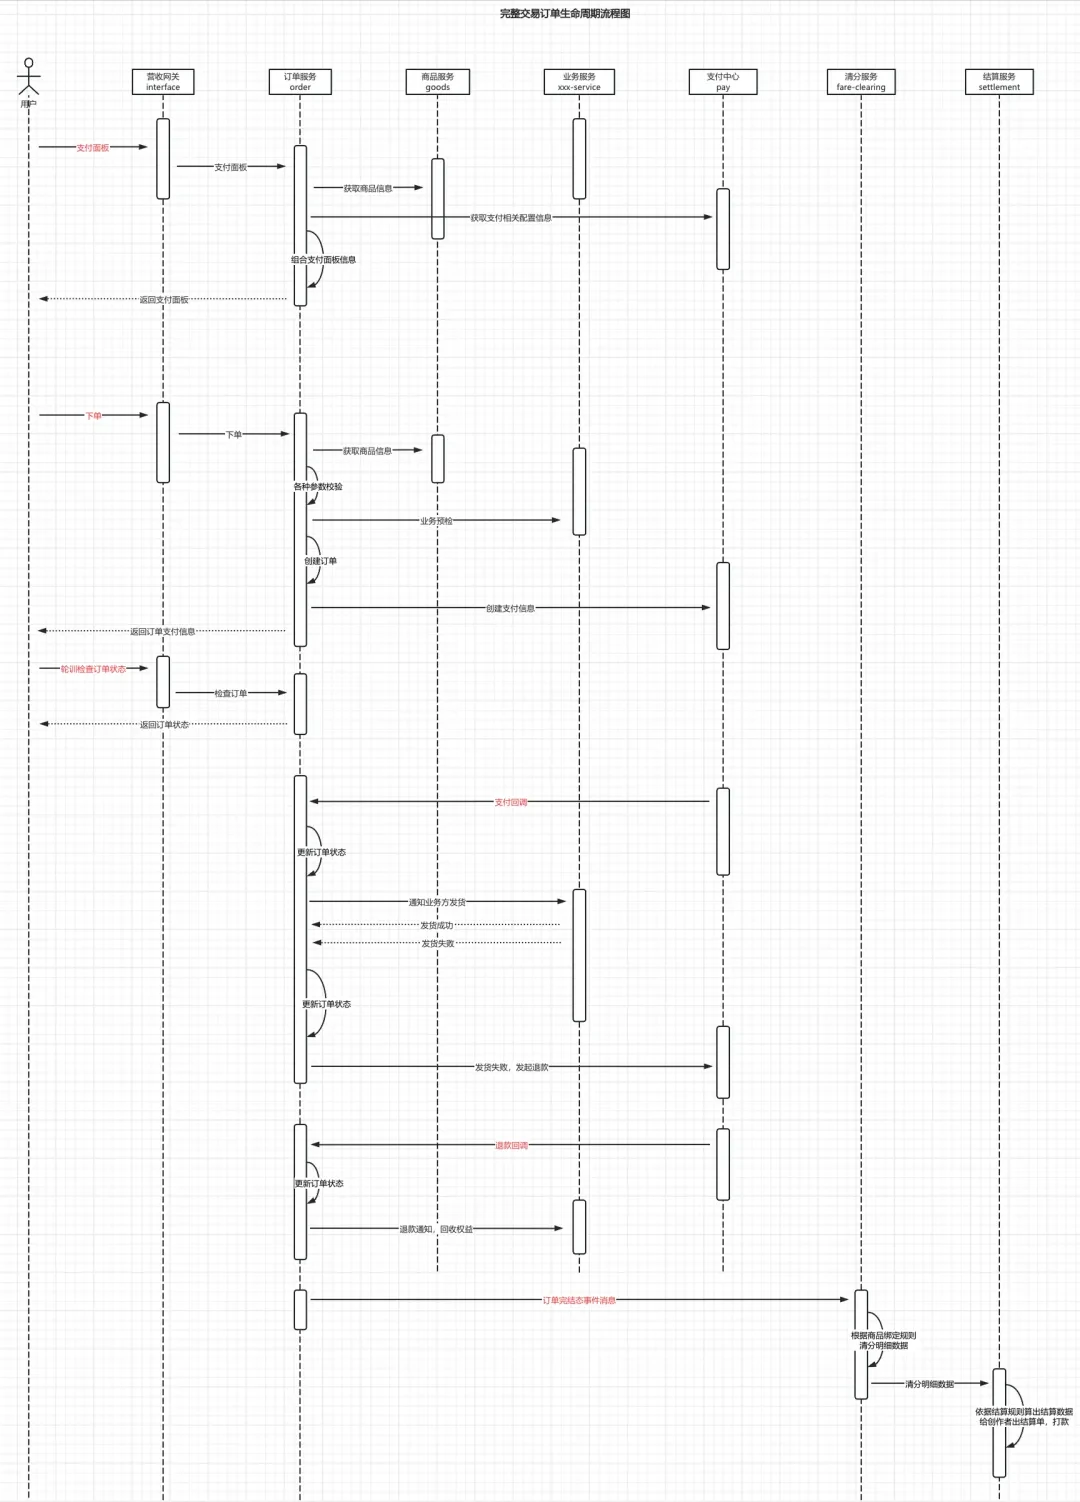 完整交易订单生命周期流程图
用户
营收网关
interface
订单服务
order
商品服务
goods
业务服务
xxx-service
支付中心
pay
清分服务
fare-clearing
结算服务
settlement
支付面板
支付面板
获取商品信息
获取支付相关配置信息
组合支付面板信息
返回支付面板
下单
下单
获取商品信息
各种参数校验
业务预检
创建订单
创建支付信息
返回订单支付信息
轮训检查订单状态
检查订单
返回订单状态
支付回调
更新订单状态
通知业务方发货
发货成功
发货失败
更新订单状态
发货失败，发起退款
退款回调
更新订单状态
退款通知，回收权益
订单完结态事件消息
根据商品绑定规则
清分明细数据
清分明细数据
依据结算规则算出结算数据
给创作者出结算单，打款